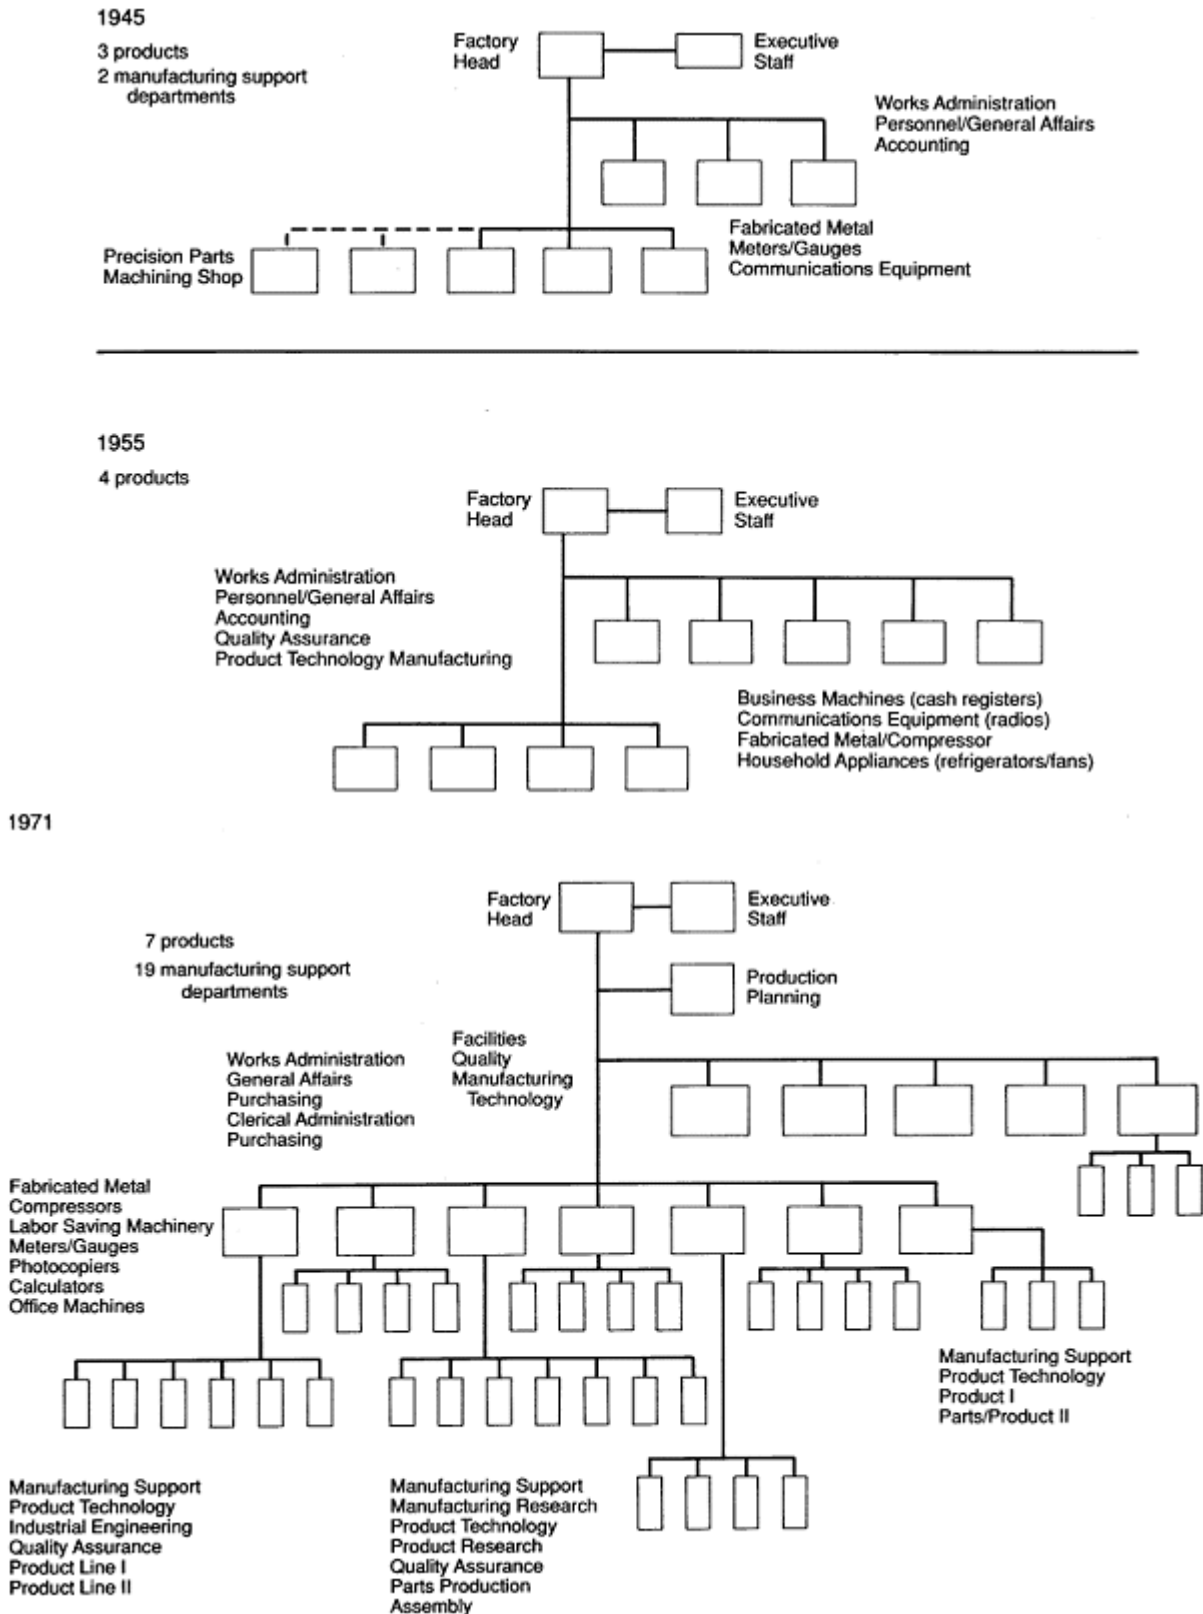 1945
3 products
2 manufacturing support
departments
Factory
Head
Executive
Staff
Works Administration
Personnel/General Affairs
Accounting
Precision Parts
Machining Shop
Fabricated Metal
Meters/Gauges
Communications Equipment
1955
4 products
Factory
Head
Executive
Staff
Works Administration
Personnel/General Affairs
Accounting
Quality Assurance
Product Technology Manufacturing
Business Machines (cash registers)
Communications Equipment (radios)
Fabricated Metal/Compressor
Household Appliances (refrigerators/fans)
1971
7 products
19 manufacturing support
departments
Factory
Head
Executive
Staff
Production
Planning
Works Administration
General Affairs
Purchasing
Clerical Administration
Purchasing
Facilities
Quality
Manufacturing
Technology
Fabricated Metal
Compressors
Labor Saving Machinery
Meters/Gauges
Photocopiers
Calculators
Office Machines
Manufacturing Support
Product Technology
Product I
Parts/Product II
Manufacturing Support
Product Technology
Industrial Engineering
Quality Assurance
Product Line I
Product Line II
Manufacturing Support
Manufacturing Research
Product Technology
Product Research
Quality Assurance
Parts Production
Assembly